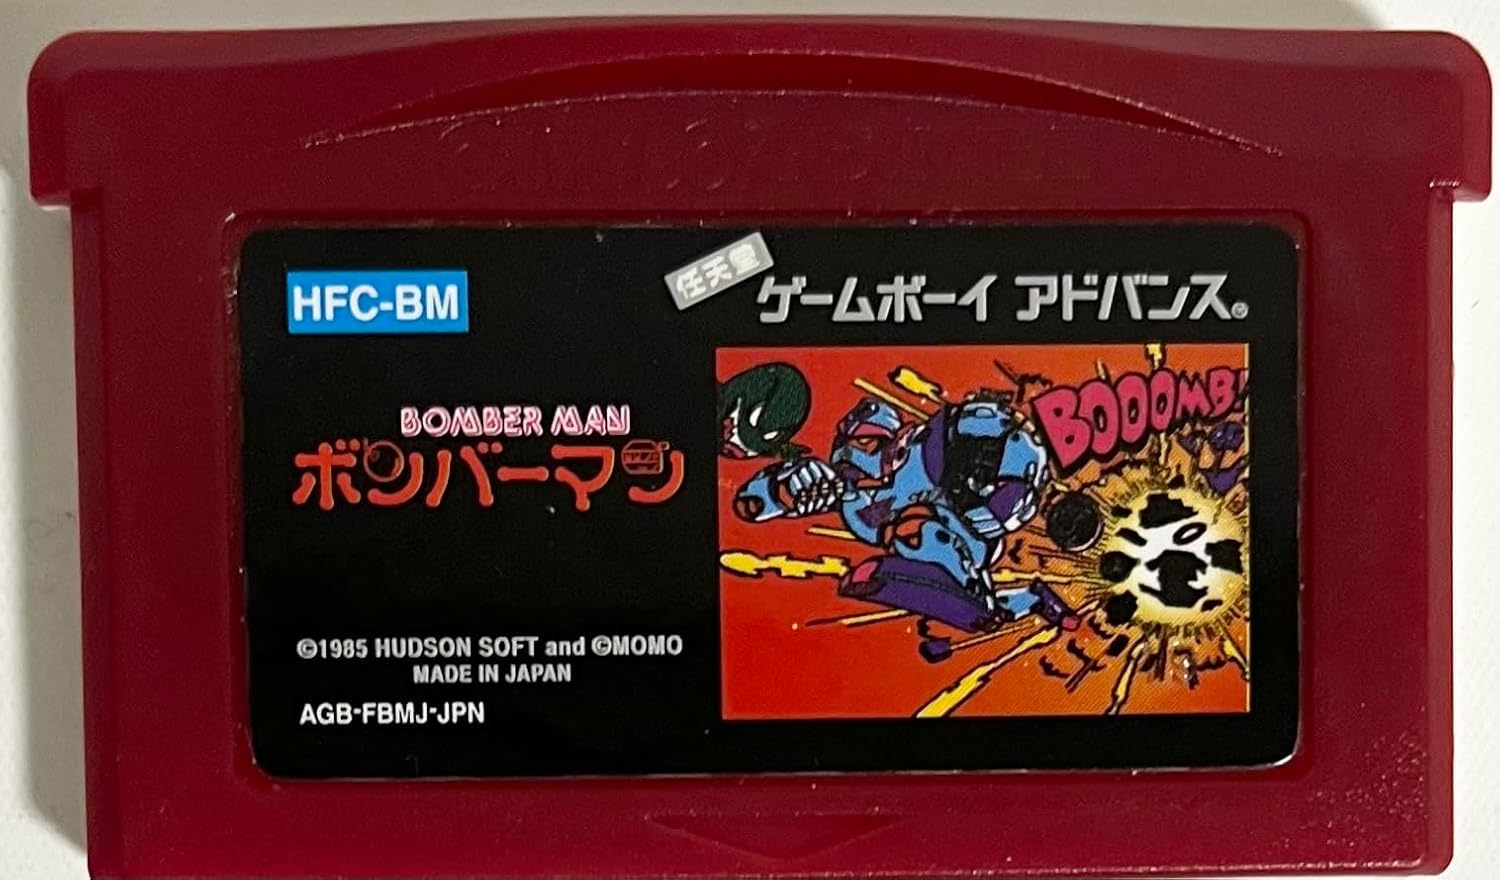 HFC-BM
任天堂
ゲームボーイ アドバンス®
BOMBER MAN
ボンバーマン
BOOOMB!
©1985 HUDSON SOFT and ©MOMO
MADE IN JAPAN
AGB-FBMJ-JPN